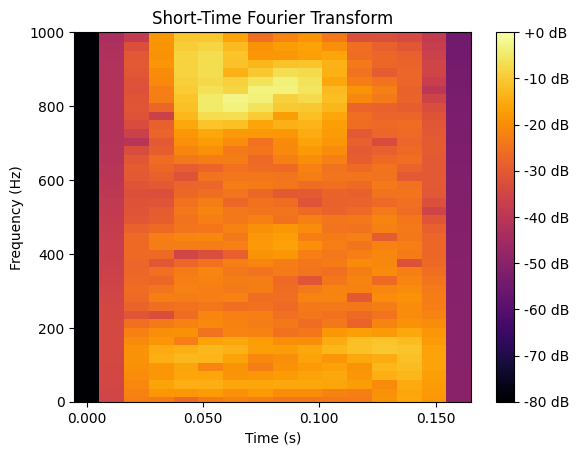 Short-Time Fourier Transform
Frequency (Hz)
1000
800
600
400
200
0
0.000
0.050
0.100
0.150
Time (s)
+0 dB
-10 dB
-20 dB
-30 dB
-40 dB
-50 dB
-60 dB
-70 dB
-80 dB